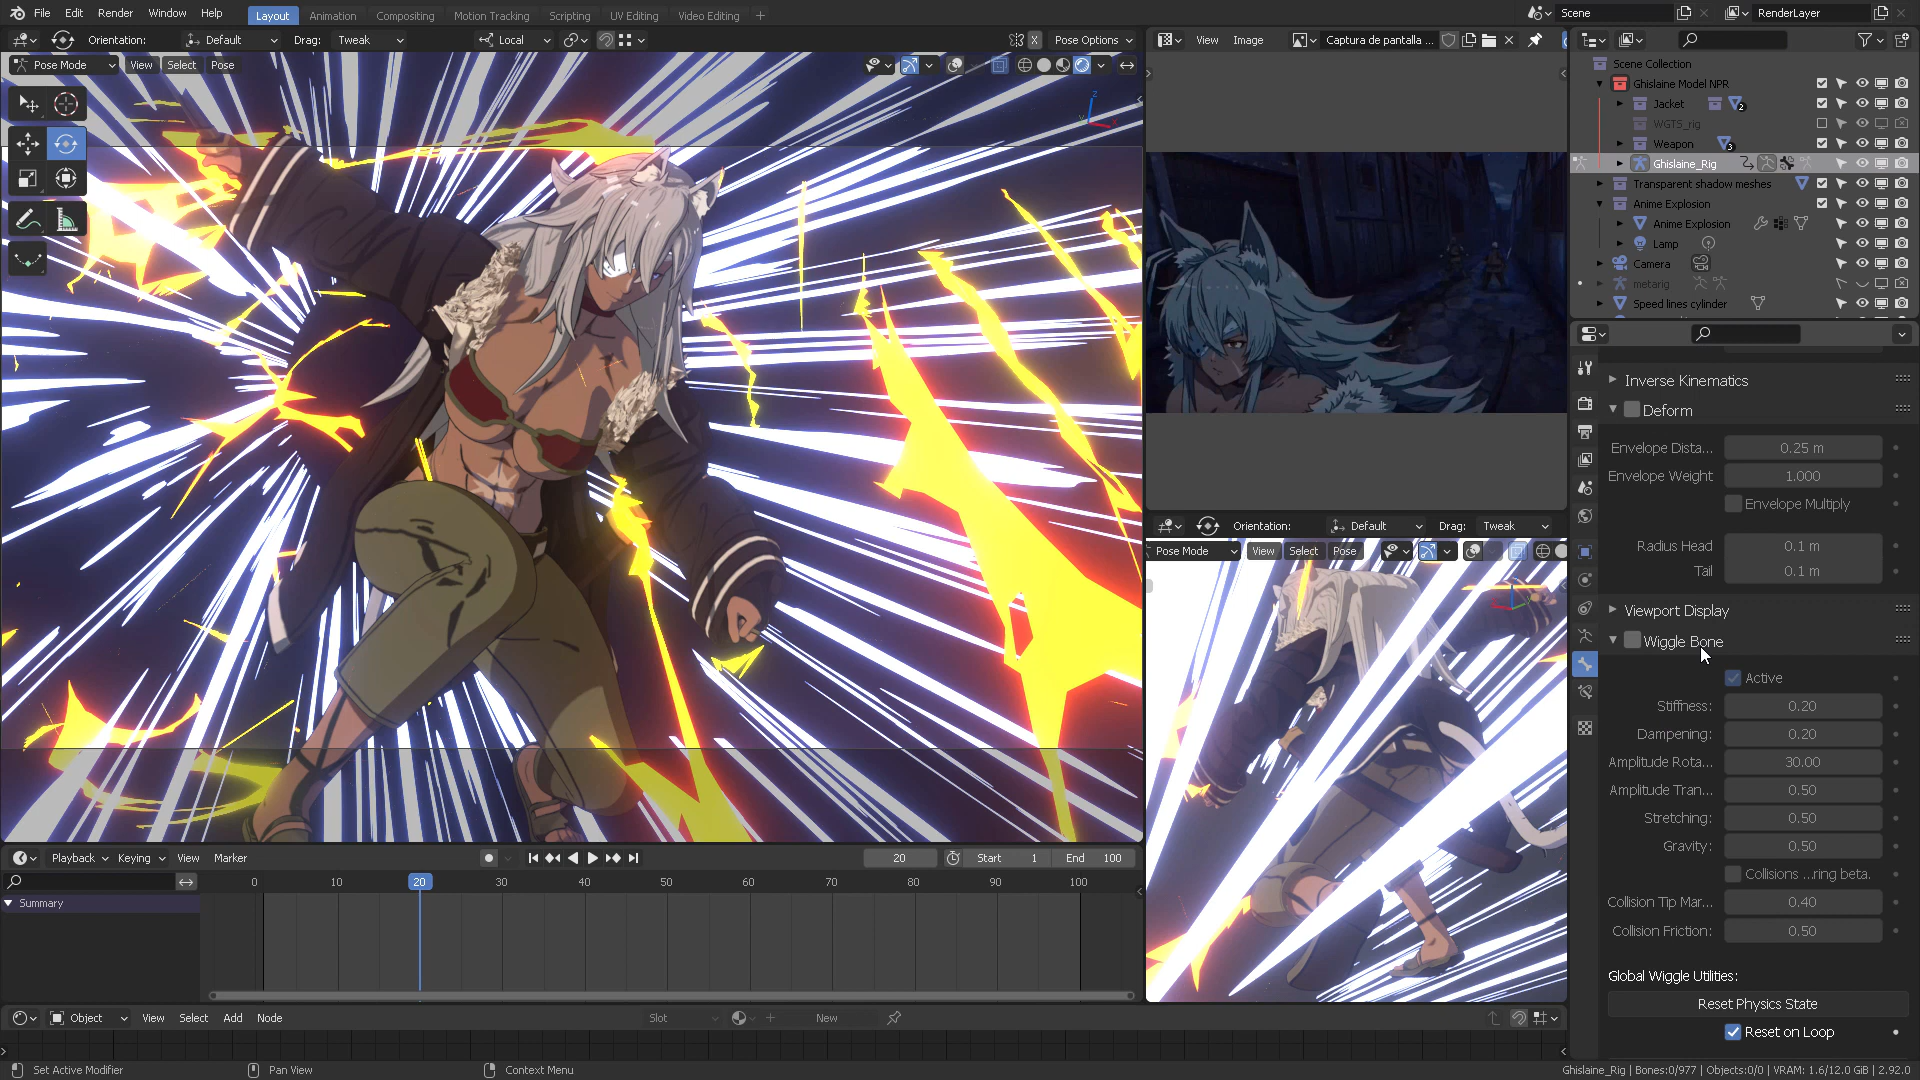 File Edit Render Window Help Layout Animation Compositing Motion Tracking Scripting UV Editing Video Editing Scene RenderLayer
Orientation: Default Drag: Tweak Local X Pose Options
Pose Mode View Select Pose
View Image Captura de pantalla ...
Scene Collection
Ghislaine Model NPR
Jacket 2
WGTS_rig
Weapon 3
Ghislaine_Rig
Transparent shadow meshes
Anime Explosion
Anime Explosion
Lamp
Camera
metarig
Speed lines cylinder
Inverse Kinematics
Deform
Envelope Dista... 0.25 m
Envelope Weight 1.000
Envelope Multiply
Radius Head 0.1 m
Tail 0.1 m
Viewport Display
Wiggle Bone
Active
Stiffness: 0.20
Dampening: 0.20
Amplitude Rota... 30.00
Amplitude Tran... 0.50
Stretching: 0.50
Gravity: 0.50
Collisions ...ring beta.
Collision Tip Mar... 0.40
Collision Friction: 0.50
Global Wiggle Utilities:
Reset Physics State
Reset on Loop
Orientation: Default Drag: Tweak
Pose Mode View Select Pose
Playback Keying View Marker 20 Start 1 End 100
0 10 20 30 40 50 60 70 80 90 100
Summary
Object View Select Add Node Slot New
Set Active Modifier Pan View Context Menu Ghislaine_Rig | Bones:0/977 | Objects:0/0 | VRAM: 1.6/12.0 GiB | 2.92.0